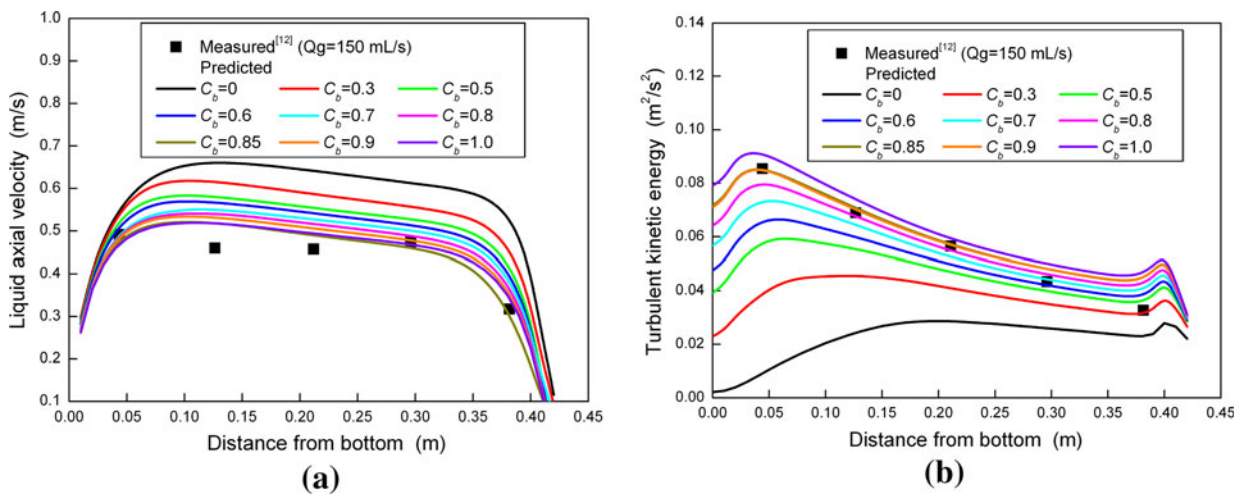 Measured[12] (Qg=150 mL/s)
Predicted
Cb=0 Cb=0.3 Cb=0.5
Cb=0.6 Cb=0.7 Cb=0.8
Cb=0.85 Cb=0.9 Cb=1.0
Liquid axial velocity (m/s)
1.0
0.9
0.8
0.7
0.6
0.5
0.4
0.3
0.2
0.1
0.00 0.05 0.10 0.15 0.20 0.25 0.30 0.35 0.40 0.45
Distance from bottom (m)
(a)
Measured[12] (Qg=150 mL/s)
Predicted
Cb=0 Cb=0.3 Cb=0.5
Cb=0.6 Cb=0.7 Cb=0.8
Cb=0.85 Cb=0.9 Cb=1.0
Turbulent kinetic energy (m²/s²)
0.14
0.12
0.10
0.08
0.06
0.04
0.02
0.00
0.00 0.05 0.10 0.15 0.20 0.25 0.30 0.35 0.40 0.45
Distance from bottom (m)
(b)